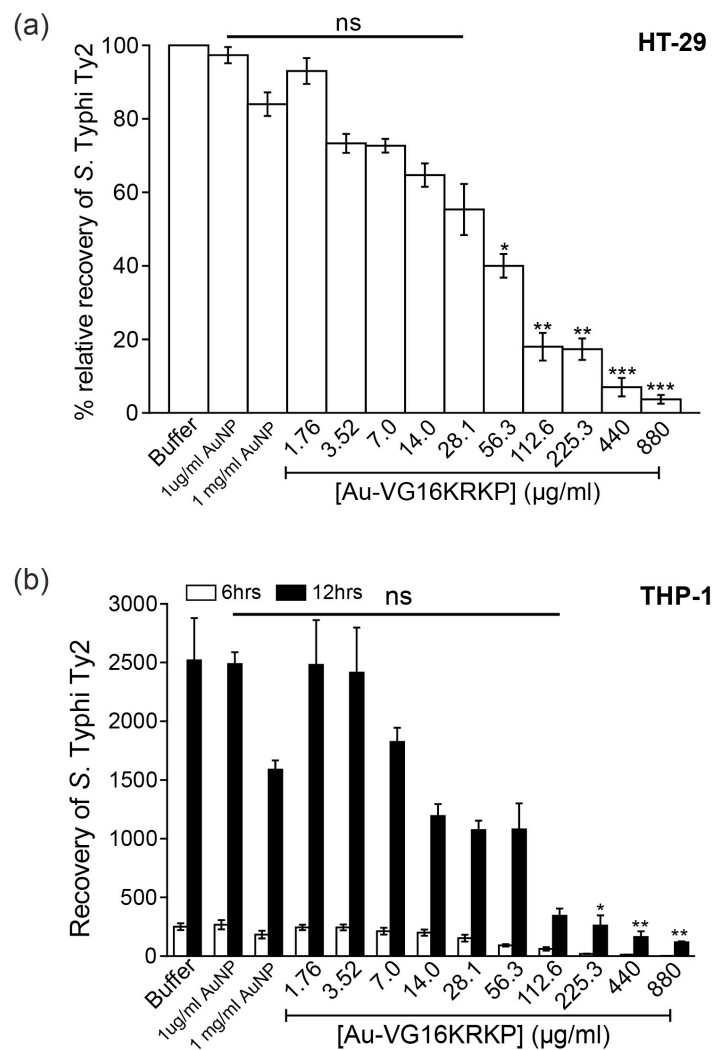 (a)
ns
HT-29
% relative recovery of S. Typhi Ty2
100
80
60
40
20
0
*
**
**
***
***
Buffer
1ug/ml AuNP
1 mg/ml AuNP
1.76
3.52
7.0
14.0
28.1
56.3
112.6
225.3
440
880
[Au-VG16KRKP] (µg/ml)
(b)
6hrs
12hrs
ns
THP-1
Recovery of S. Typhi Ty2
3000
2500
2000
1500
1000
500
0
*
**
**
Buffer
1ug/ml AuNP
1 mg/ml AuNP
1.76
3.52
7.0
14.0
28.1
56.3
112.6
225.3
440
880
[Au-VG16KRKP] (µg/ml)